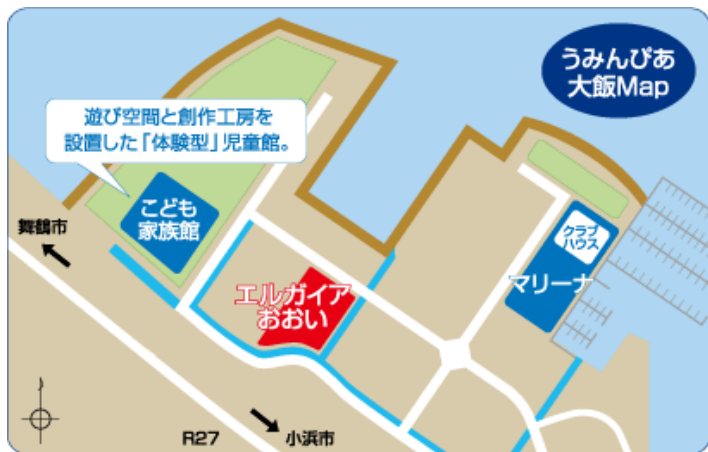 うみんぴあ
大飯Map
遊び空間と創作工房を
設置した「体験型」児童館。
こども
家族館
舞鶴市
クラブ
ハウス
マリーナ
エルガイア
おおい
R27
小浜市